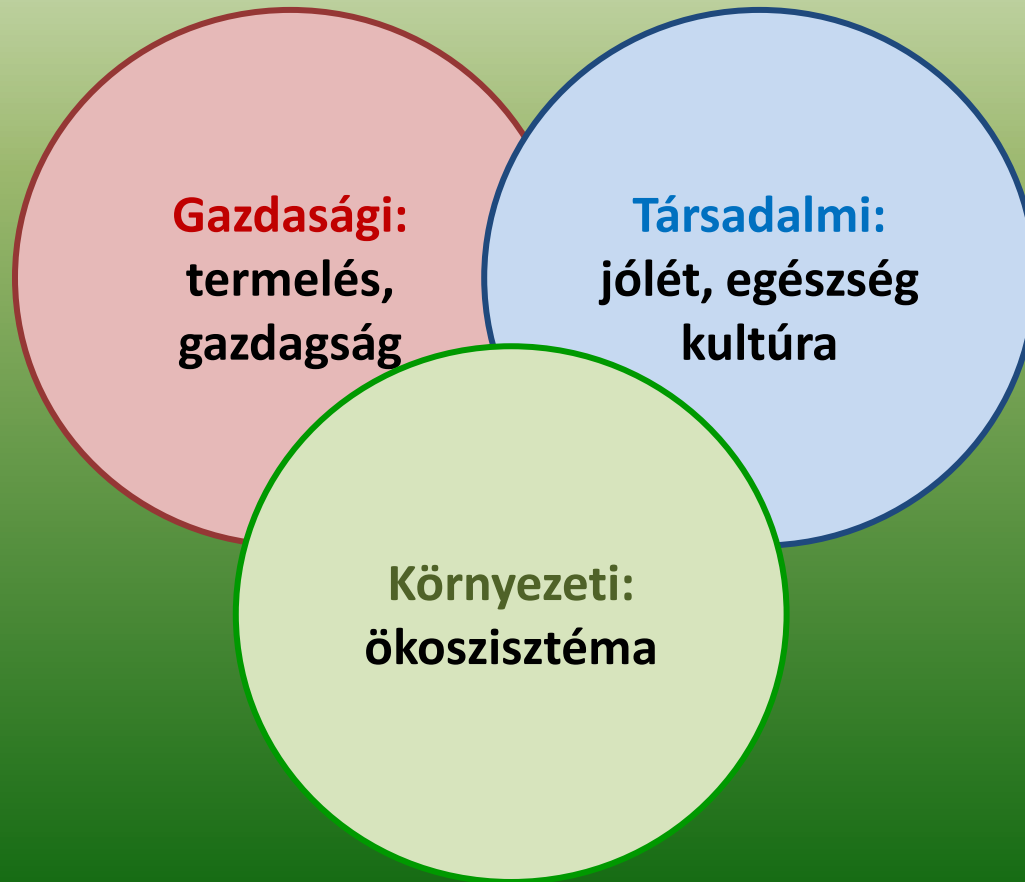 Gazdasági:
termelés,
gazdagság
Társadalmi:
jólét, egészség
kultúra
Környezeti:
ökoszisztéma